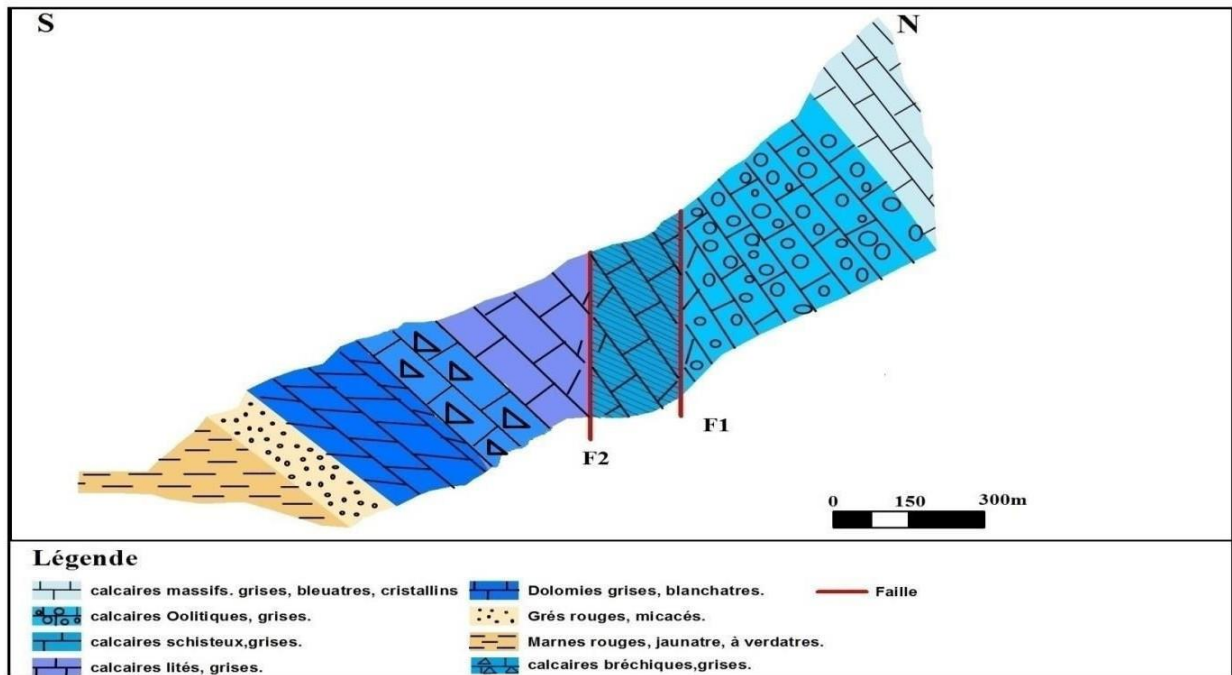 S
N
F1
F2
0 150 300m
Légende
calcaires massifs. grises, bleuatres, cristallins
calcaires Oolitiques, grises.
calcaires schisteux,grises.
calcaires lités, grises.
Dolomies grises, blanchatres.
Grés rouges, micacés.
Marnes rouges, jaunatre, à verdatres.
calcaires bréchiques,grises.
Faille